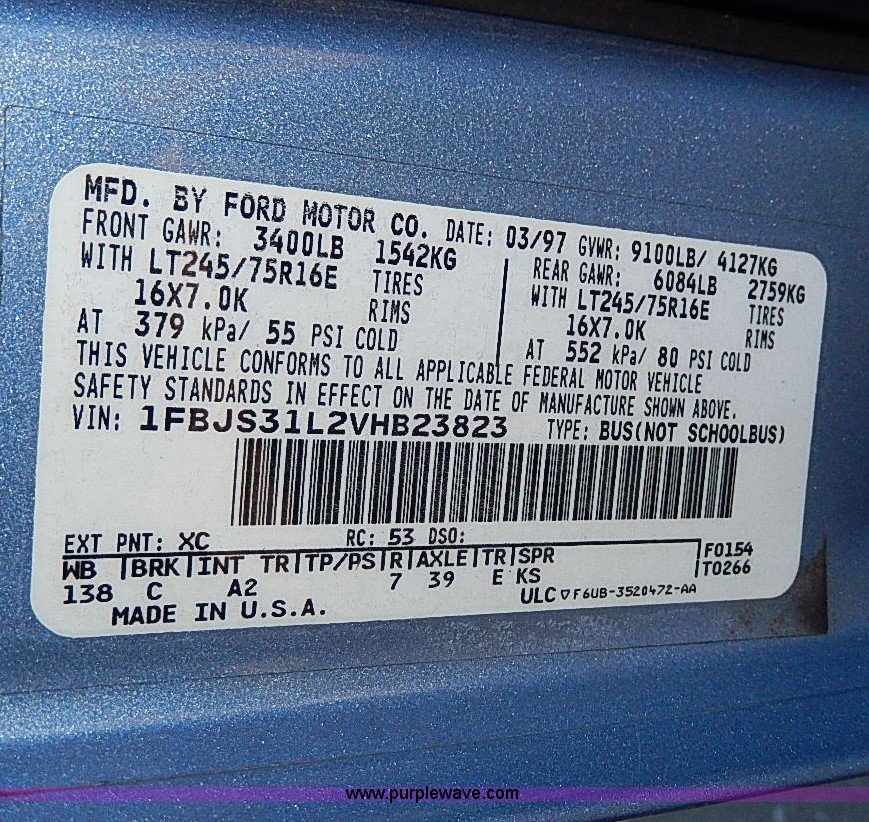 MFD. BY FORD MOTOR CO. DATE: 03/97 GVWR: 9100LB/ 4127KG
FRONT GAWR: 3400LB 1542KG
WITH LT245/75R16E TIRES
16X7.0K RIMS
AT 379 kPa/ 55 PSI COLD
REAR GAWR: 6084LB 2759KG
WITH LT245/75R16E TIRES
16X7.0K RIMS
AT 552 kPa/ 80 PSI COLD
THIS VEHICLE CONFORMS TO ALL APPLICABLE FEDERAL MOTOR VEHICLE
SAFETY STANDARDS IN EFFECT ON THE DATE OF MANUFACTURE SHOWN ABOVE.
VIN: 1FBJS31L2VHB23823 TYPE: BUS(NOT SCHOOLBUS)
EXT PNT: XC RC: 53 DSO:
WB BRK INT TR TP/PS R AXLE TR SPR F0154
138 C A2 7 39 E KS T0266
MADE IN U.S.A. ULC ▽F6UB-3520472-AA
www.purplewave.com